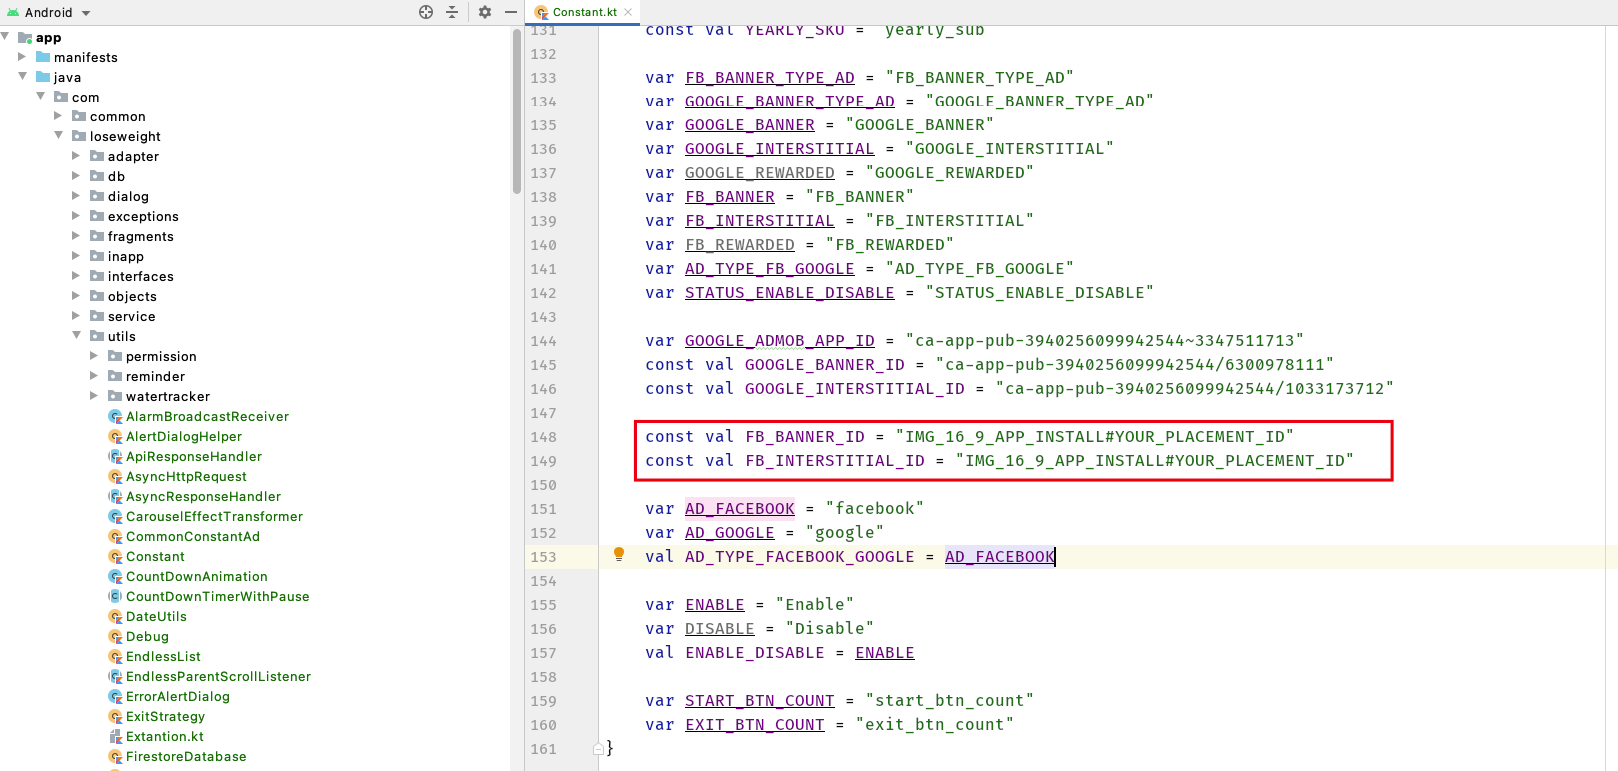 Android
app
manifests
java
com
common
loseweight
adapter
db
dialog
exceptions
fragments
inapp
interfaces
objects
service
utils
permission
reminder
watertracker
AlarmBroadcastReceiver
AlertDialogHelper
ApiResponseHandler
AsyncHttpRequest
AsyncResponseHandler
CarouselEffectTransformer
CommonConstantAd
Constant
CountDownAnimation
CountDownTimerWithPause
DateUtils
Debug
EndlessList
EndlessParentScrollListener
ErrorAlertDialog
ExitStrategy
Extantion.kt
FirestoreDatabase
Constant.kt
131 const val YEARLY_SKU = "yearly_sub"
132
133 var FB_BANNER_TYPE_AD = "FB_BANNER_TYPE_AD"
134 var GOOGLE_BANNER_TYPE_AD = "GOOGLE_BANNER_TYPE_AD"
135 var GOOGLE_BANNER = "GOOGLE_BANNER"
136 var GOOGLE_INTERSTITIAL = "GOOGLE_INTERSTITIAL"
137 var GOOGLE_REWARDED = "GOOGLE_REWARDED"
138 var FB_BANNER = "FB_BANNER"
139 var FB_INTERSTITIAL = "FB_INTERSTITIAL"
140 var FB_REWARDED = "FB_REWARDED"
141 var AD_TYPE_FB_GOOGLE = "AD_TYPE_FB_GOOGLE"
142 var STATUS_ENABLE_DISABLE = "STATUS_ENABLE_DISABLE"
143
144 var GOOGLE_ADMOB_APP_ID = "ca-app-pub-3940256099942544~3347511713"
145 const val GOOGLE_BANNER_ID = "ca-app-pub-3940256099942544/6300978111"
146 const val GOOGLE_INTERSTITIAL_ID = "ca-app-pub-3940256099942544/1033173712"
147
148 const val FB_BANNER_ID = "IMG_16_9_APP_INSTALL#YOUR_PLACEMENT_ID"
149 const val FB_INTERSTITIAL_ID = "IMG_16_9_APP_INSTALL#YOUR_PLACEMENT_ID"
150
151 var AD_FACEBOOK = "facebook"
152 var AD_GOOGLE = "google"
153 val AD_TYPE_FACEBOOK_GOOGLE = AD_FACEBOOK
154
155 var ENABLE = "Enable"
156 var DISABLE = "Disable"
157 val ENABLE_DISABLE = ENABLE
158
159 var START_BTN_COUNT = "start_btn_count"
160 var EXIT_BTN_COUNT = "exit_btn_count"
161 }